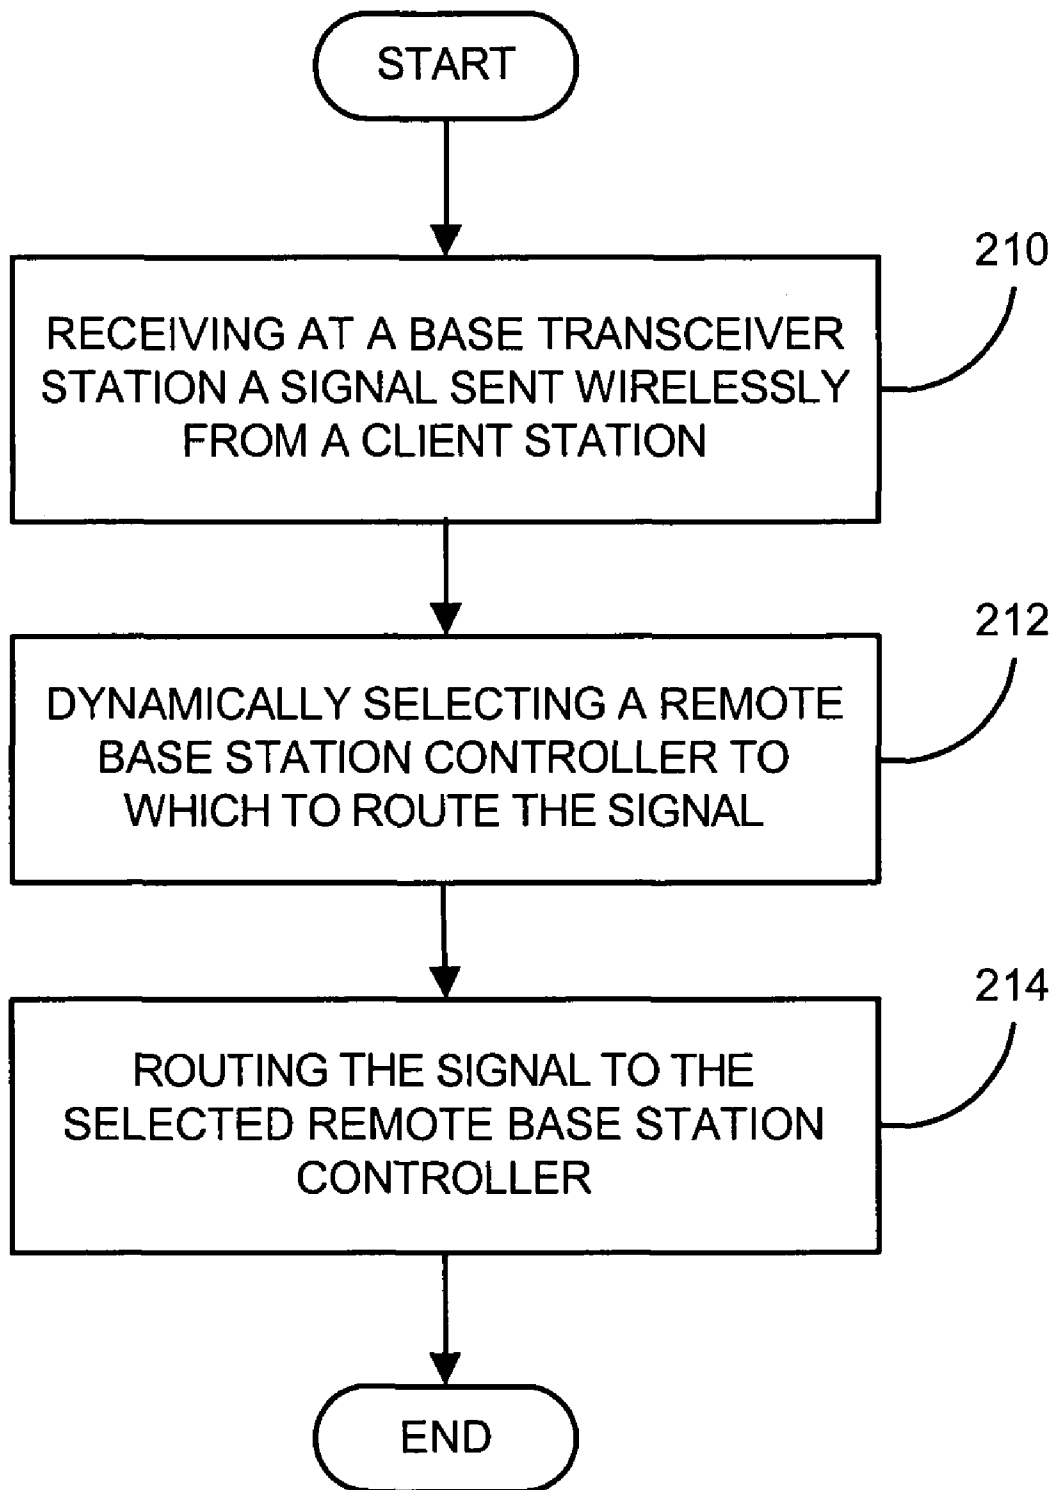 START
210
RECEIVING AT A BASE TRANSCEIVER
STATION A SIGNAL SENT WIRELESSLY
FROM A CLIENT STATION
212
DYNAMICALLY SELECTING A REMOTE
BASE STATION CONTROLLER TO
WHICH TO ROUTE THE SIGNAL
214
ROUTING THE SIGNAL TO THE
SELECTED REMOTE BASE STATION
CONTROLLER
END